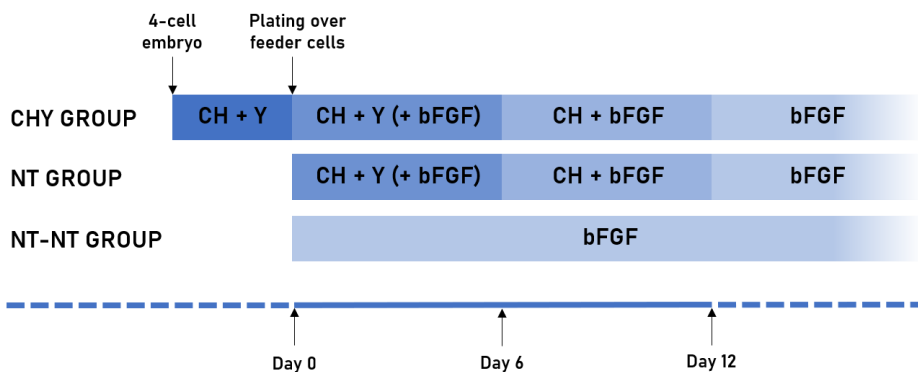 4-cell
embryo
Plating over
feeder cells
CHY GROUP
CH + Y
CH + Y (+ bFGF)
CH + bFGF
bFGF
NT GROUP
CH + Y (+ bFGF)
CH + bFGF
bFGF
NT-NT GROUP
bFGF
Day 0
Day 6
Day 12